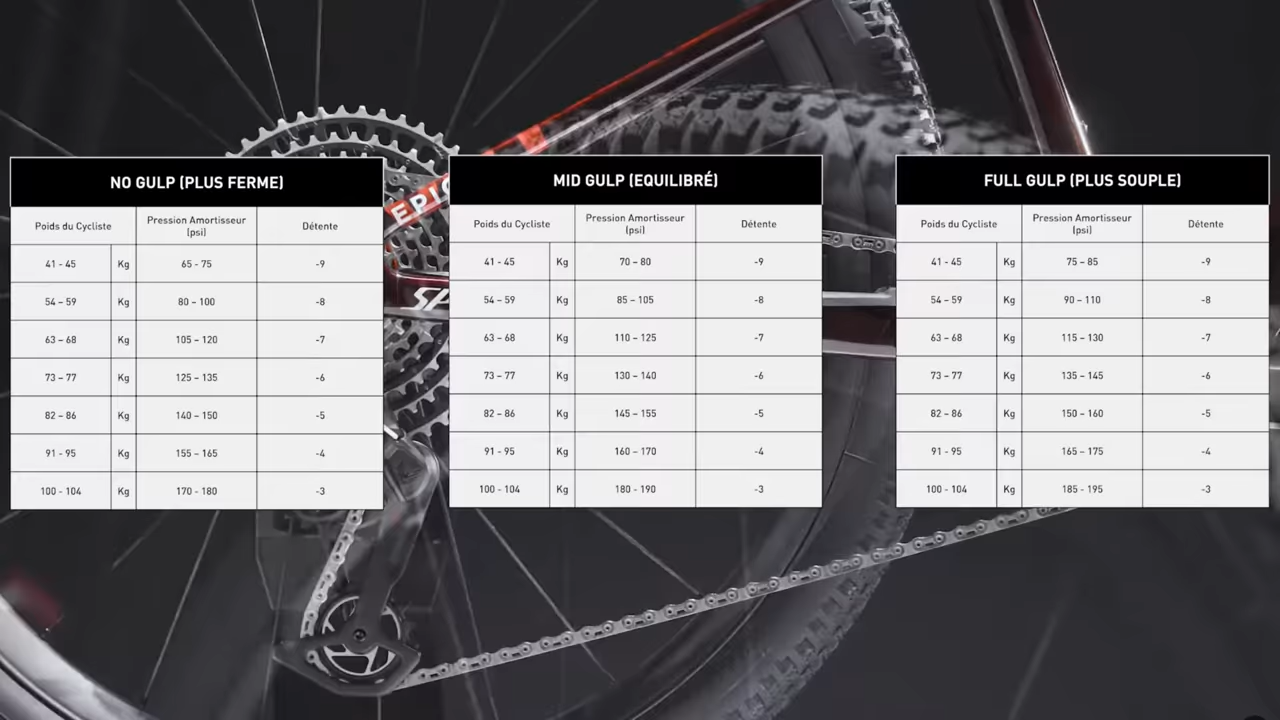 NO GULP (PLUS FERME)
Poids du Cycliste Pression Amortisseur (psi) Détente
41 - 45 Kg 65 - 75 -9
54 – 59 Kg 80 – 100 -8
63 – 68 Kg 105 – 120 -7
73 – 77 Kg 125 – 135 -6
82 – 86 Kg 140 – 150 -5
91 - 95 Kg 155 – 165 -4
100 - 104 Kg 170 - 180 -3
MID GULP (EQUILIBRÉ)
Poids du Cycliste Pression Amortisseur (psi) Détente
41 - 45 Kg 70 – 80 -9
54 – 59 Kg 85 – 105 -8
63 – 68 Kg 110 – 125 -7
73 – 77 Kg 130 – 140 -6
82 – 86 Kg 145 – 155 -5
91 - 95 Kg 160 – 170 -4
100 - 104 Kg 180 - 190 -3
FULL GULP (PLUS SOUPLE)
Poids du Cycliste Pression Amortisseur (psi) Détente
41 - 45 Kg 75 – 85 -9
54 – 59 Kg 90 – 110 -8
63 – 68 Kg 115 – 130 -7
73 – 77 Kg 135 – 145 -6
82 – 86 Kg 150 – 160 -5
91 - 95 Kg 165 – 175 -4
100 - 104 Kg 185 - 195 -3
EPIC